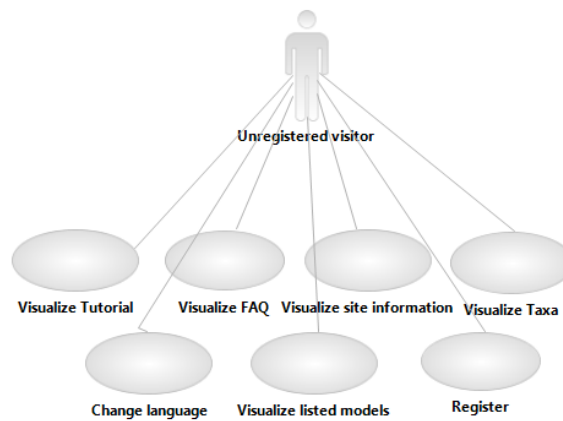 Unregistered visitor
Visualize Tutorial
Visualize FAQ
Visualize site information
Visualize Taxa
Change language
Visualize listed models
Register